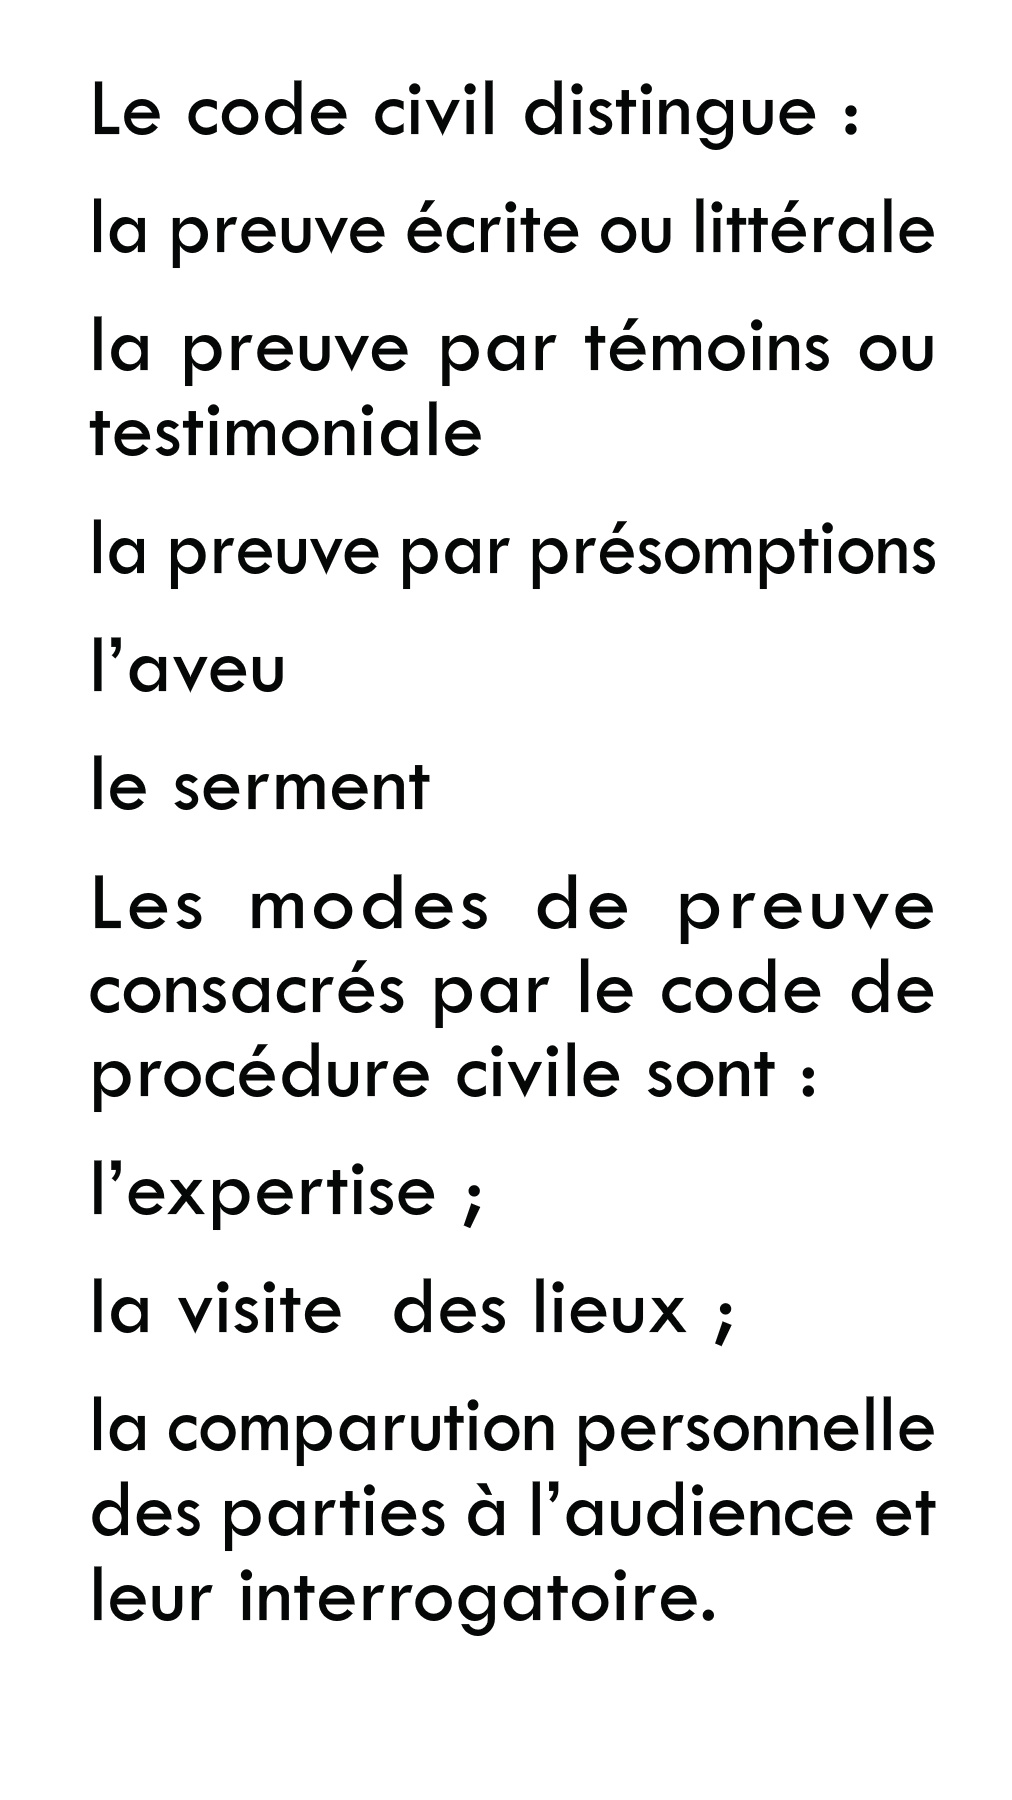 Le code civil distingue :
la preuve écrite ou littérale
la preuve par témoins ou
testimoniale
la preuve par présomptions
l’aveu
le serment
Les modes de preuve
consacrés par le code de
procédure civile sont :
l’expertise ;
la visite  des lieux ;
la comparution personnelle
des parties à l’audience et
leur interrogatoire.